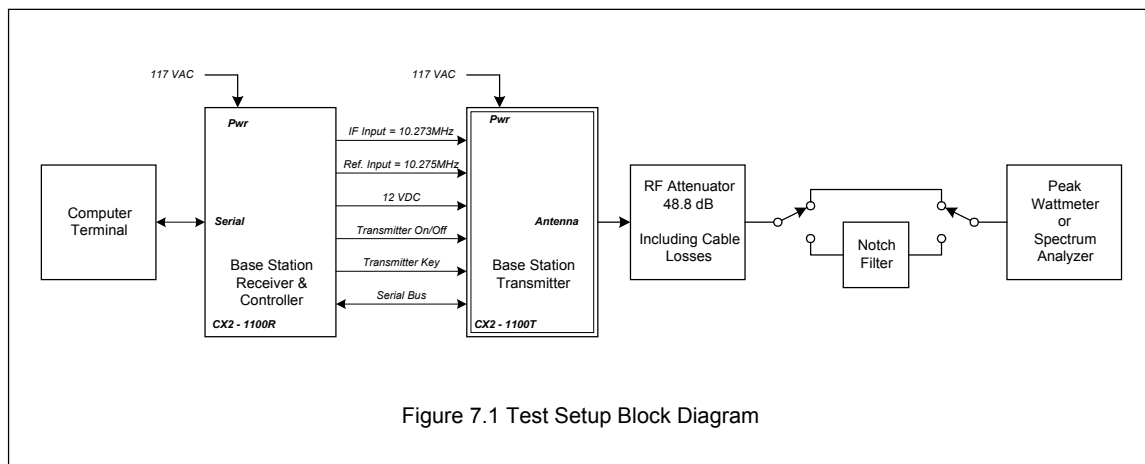 117 VAC
117 VAC
Pwr
Pwr
IF Input = 10.273MHz
Ref. Input = 10.275MHz
12 VDC
Transmitter On/Off
Transmitter Key
Serial Bus
Computer
Terminal
Serial
Base Station
Receiver &
Controller
CX2 - 1100R
Antenna
Base Station
Transmitter
CX2 - 1100T
RF Attenuator
48.8 dB
Including Cable
Losses
Notch
Filter
Peak
Wattmeter
or
Spectrum
Analyzer
Figure 7.1 Test Setup Block Diagram